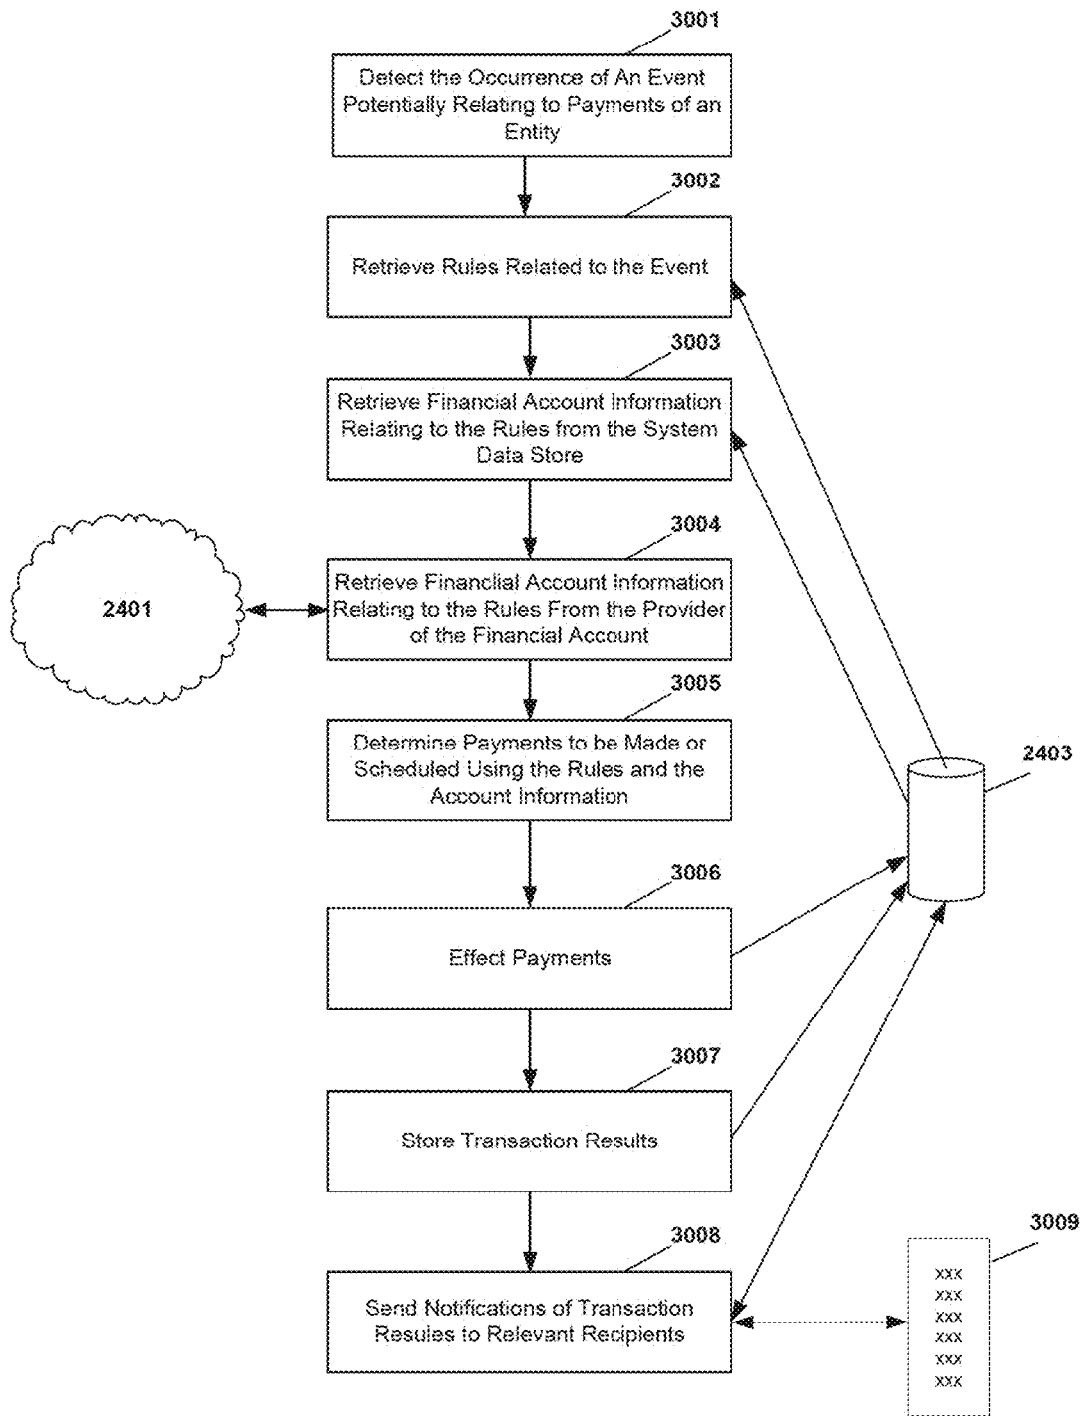 3001
Detect the Occurrence of An Event
Potentially Relating to Payments of an
Entity
3002
Retrieve Rules Related to the Event
3003
Retrieve Financial Account Information
Relating to the Rules from the System
Data Store
3004
Retrieve Financlial Account Information
Relating to the Rules From the Provider
of the Financial Account
2401
3005
Determine Payments to be Made or
Scheduled Using the Rules and the
Account Information
2403
3006
Effect Payments
3007
Store Transaction Results
3008
Send Notifications of Transaction
Resules to Relevant Recipients
3009
xxx
xxx
xxx
xxx
xxx
xxx